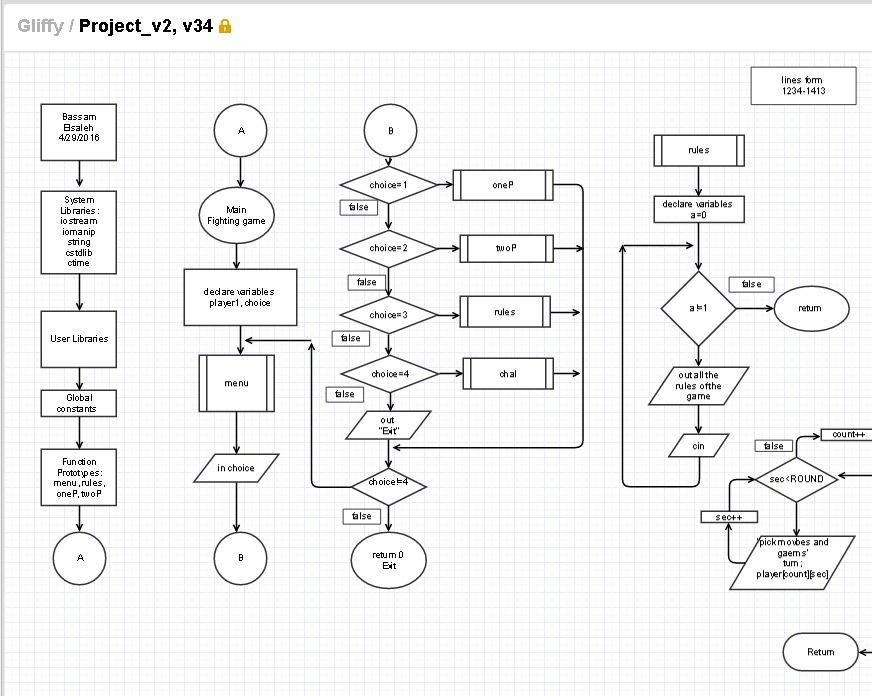 Gliffy / Project_v2, v34
lines form
1234-1413
Bassam
Elsaleh
4/29/2016
System
Libraries:
iostream
iomanip
string
cstdlib
ctime
User Libraries
Global
constants
Function
Prototypes:
menu, rules,
oneP, twoP
A
A
Main
Fighting game
declare variables
player1, choice
menu
in choice
B
B
choice=1
oneP
false
choice=2
twoP
false
choice=3
rules
false
choice=4
chal
false
out
"Exit"
choice!=4
false
return 0
Exit
rules
declare variables
a=0
a!=1
false
return
out all the
rules of the
game
cin
false
count++
sec<ROUND
sec++
'pick movbes and
gaems'
turn;
player[count][sec]
Return